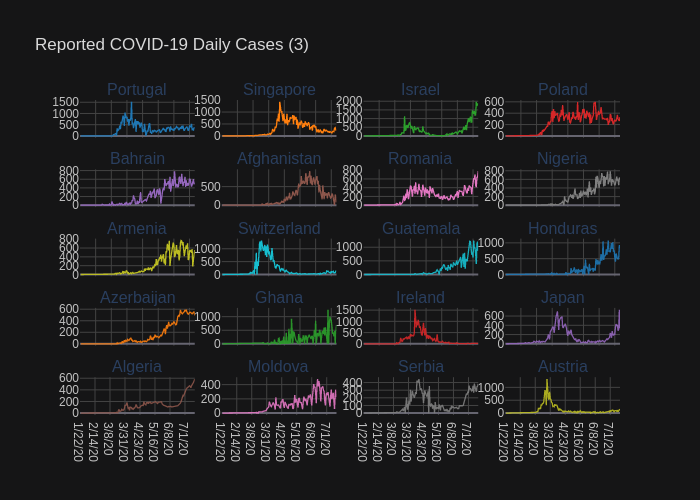 Reported COVID-19 Daily Cases (3)
Portugal Singapore Israel Poland
1500 1000 500 0
1500 1000 500 0
2000 1500 1000 500 0
600 400 200 0
Bahrain Afghanistan Romania Nigeria
800 600 400 200 0
500 0
800 600 400 200 0
800 600 400 200 0
Armenia Switzerland Guatemala Honduras
800 600 400 200 0
1000 500 0
1000 500 0
1000 500 0
Azerbaijan Ghana Ireland Japan
600 400 200 0
1000 500 0
1500 1000 500 0
600 400 200 0
Algeria Moldova Serbia Austria
600 400 200 0
400 200 0
400 300 200 100 0
1000 500 0
1/22/20 2/14/20 3/8/20 3/31/20 4/23/20 5/16/20 6/8/20 7/1/20
1/22/20 2/14/20 3/8/20 3/31/20 4/23/20 5/16/20 6/8/20 7/1/20
1/22/20 2/14/20 3/8/20 3/31/20 4/23/20 5/16/20 6/8/20 7/1/20
1/22/20 2/14/20 3/8/20 3/31/20 4/23/20 5/16/20 6/8/20 7/1/20